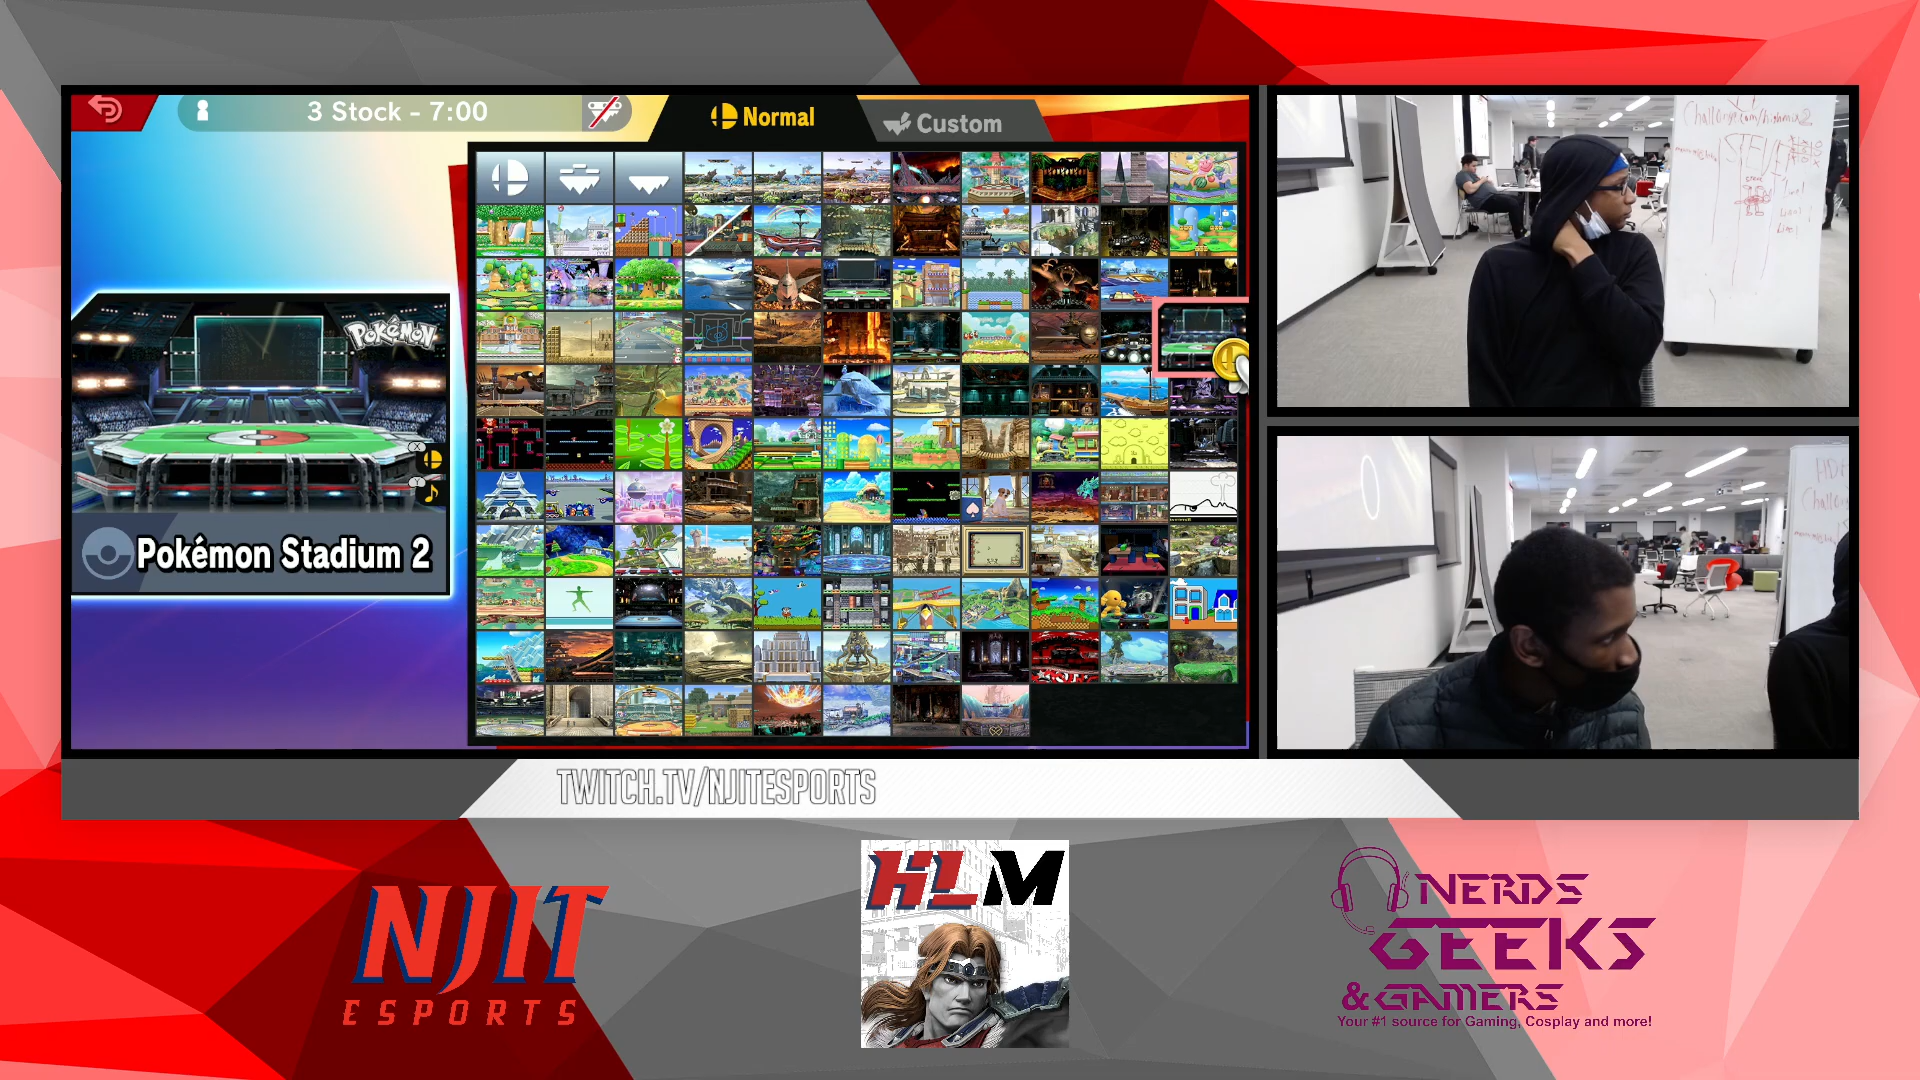 3 Stock - 7:00
Normal
Custom
POKÉMON
Pokémon Stadium 2
TWITCH.TV/NJITESPORTS
NJIT
ESPORTS
HLM
NERDS
GEEKS
& GAMERS
Your #1 source for Gaming, Cosplay and more!